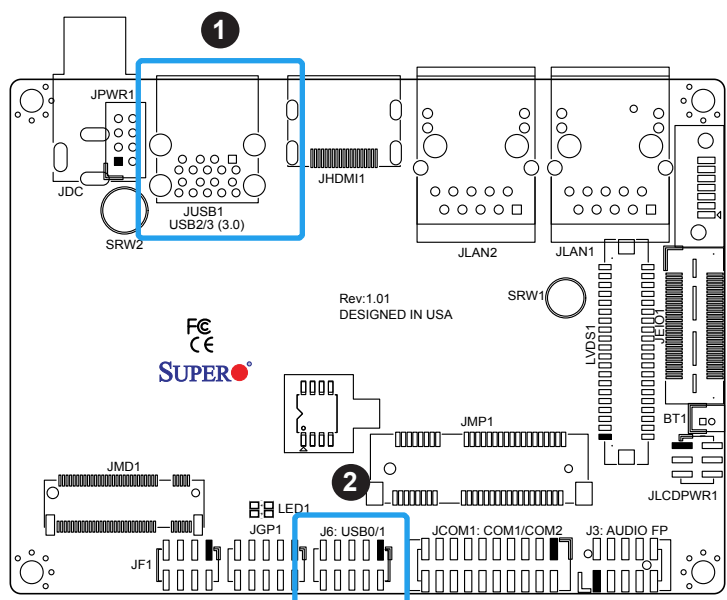 1
JPWR1
JDC
JUSB1
USB2/3 (3.0)
SRW2
JHDMI1
JLAN2
JLAN1
SRW1
Rev:1.01
DESIGNED IN USA
LVDS1
JEIO1
FC
CE
SUPER
BT1
JMP1
JLCDPWR1
JMD1
2
LED1
JF1
JGP1
J6: USB0/1
JCOM1: COM1/COM2
J3: AUDIO FP